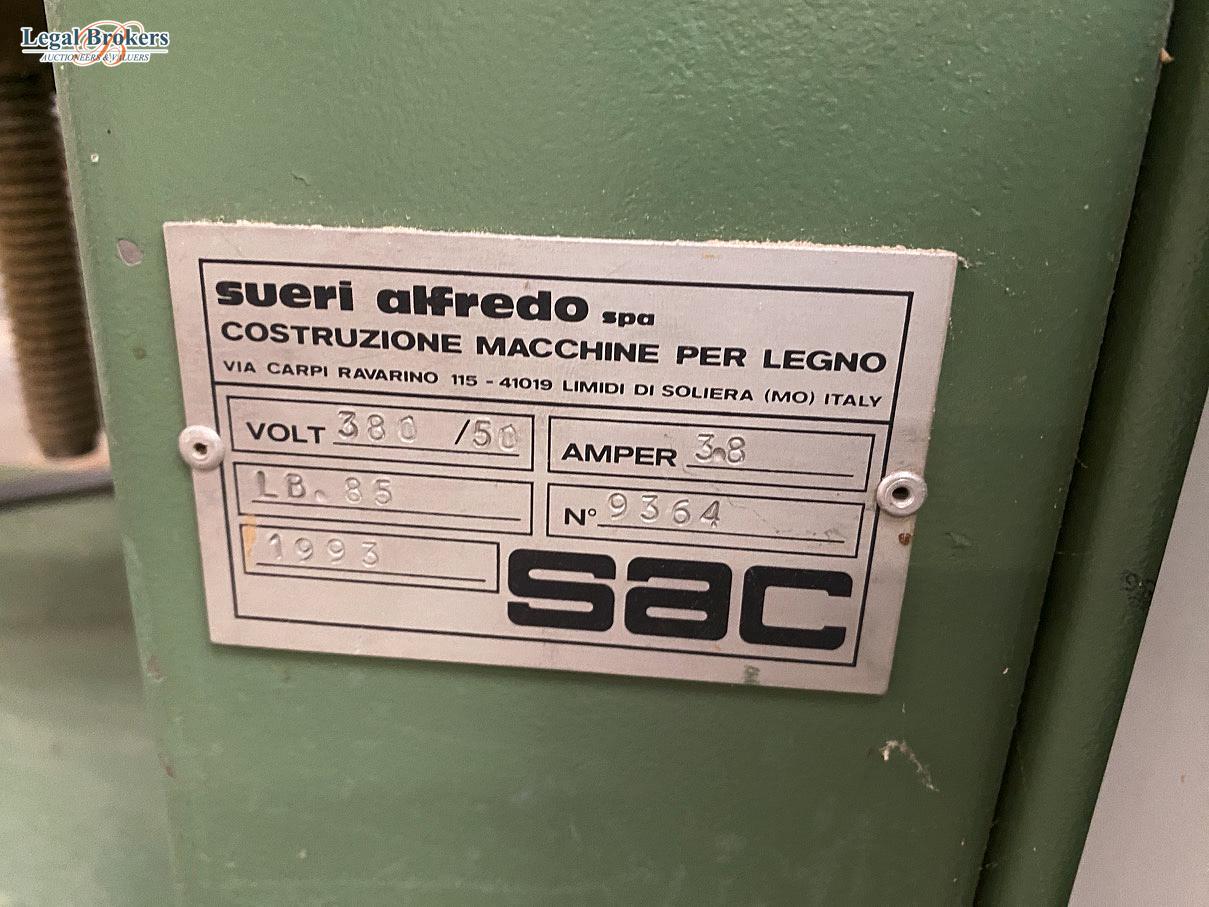 Legal Brokers
AUCTIONEERS & VALUERS
sueri alfredo spa
COSTRUZIONE MACCHINE PER LEGNO
VIA CARPI RAVARINO 115 - 41019 LIMIDI DI SOLIERA (MO) ITALY
VOLT 380 /50 AMPER 3.8
LB. 85 N° 9364
1993
sac